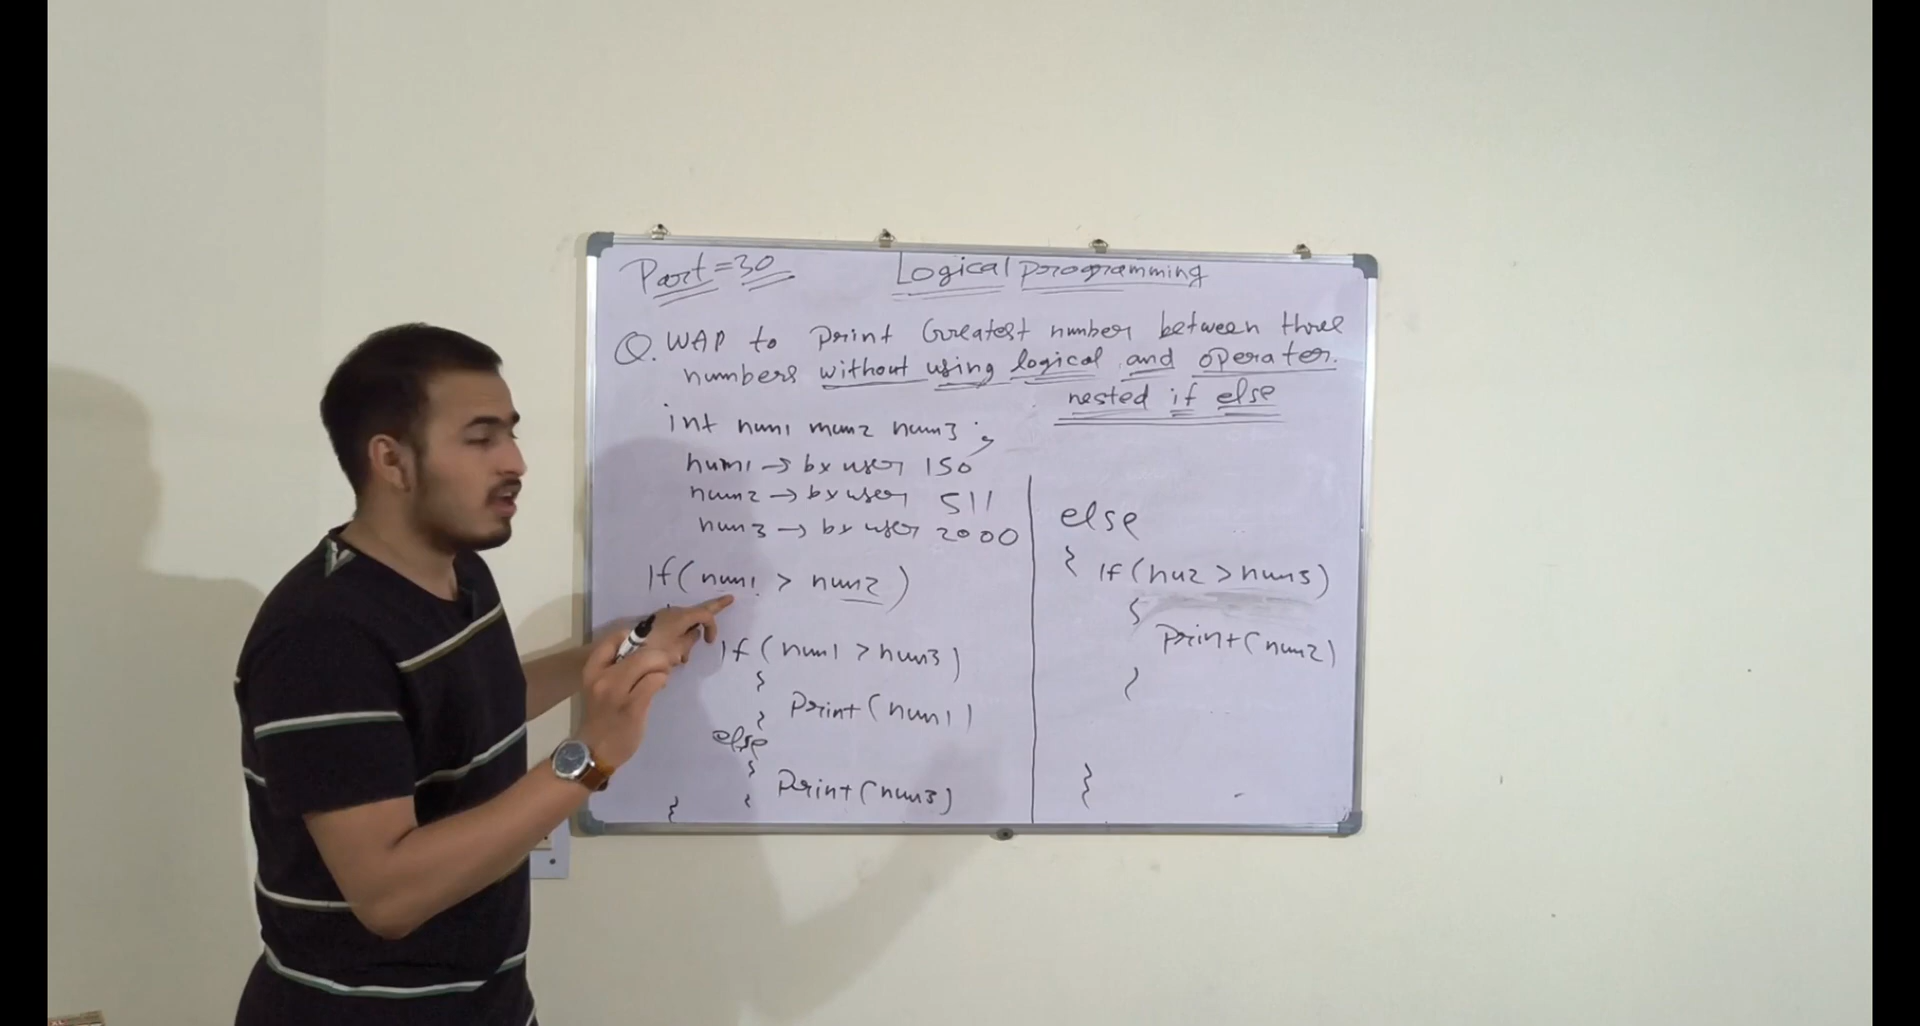 Part=30 Logical programming
Q. WAP to print Greatest number between three
numbers without using logical and operator.
nested if else
int num1 num2 num3 ;
num1 → by user 150
num2 → by user 511
num3 → by user 2000
If(num1 > num2)
If (num1 > num3)
{
print(num1)
}
else
{
print(num3)
}
}
else
{ If (nu2 > num3)
{
print(num2)
}
}